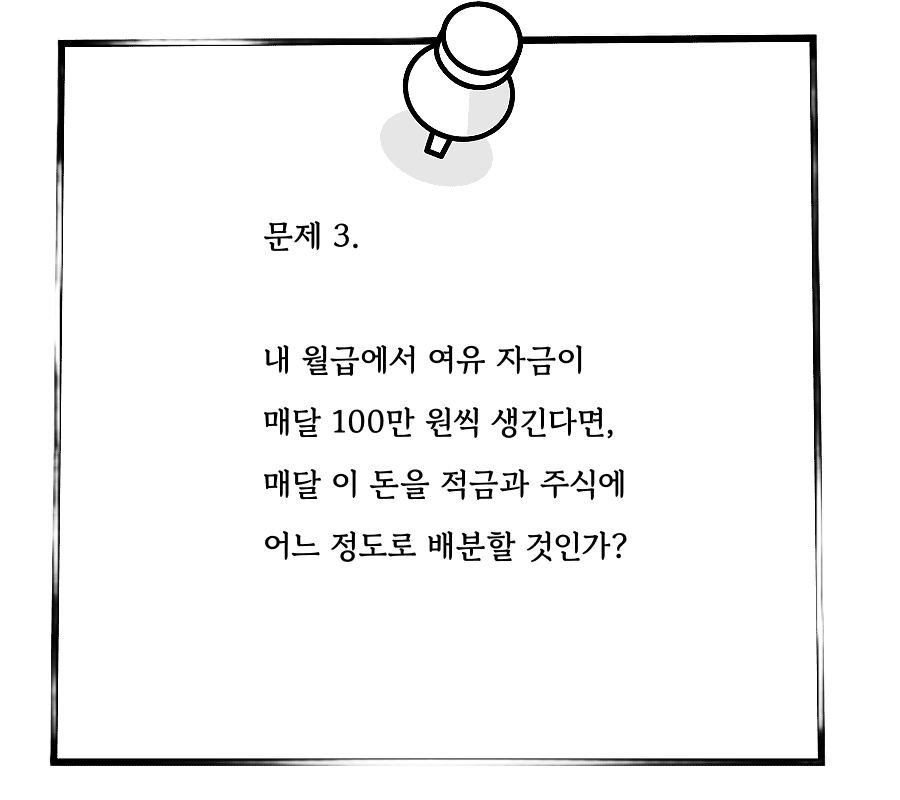 문제 3.
내 월급에서 여유 자금이
매달 100만 원씩 생긴다면,
매달 이 돈을 적금과 주식에
어느 정도로 배분할 것인가?